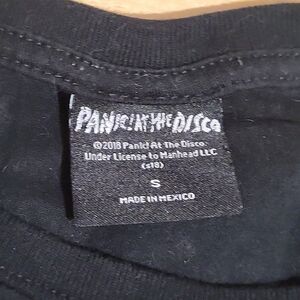 PANIC! AT THE DISCO
©2018 Panic! At The Disco
Under License to Manhead LLC
(s18)
S
MADE IN MEXICO